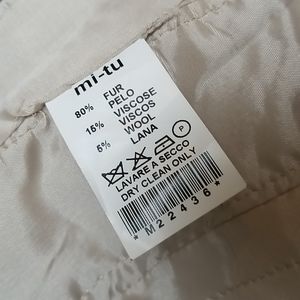 mi-tu
80% FUR
PELO
15% VISCOSE
VISCOS
5% WOOL
LANA
P
LAVARE A SECCO
DRY CLEAN ONLY
*M22436*